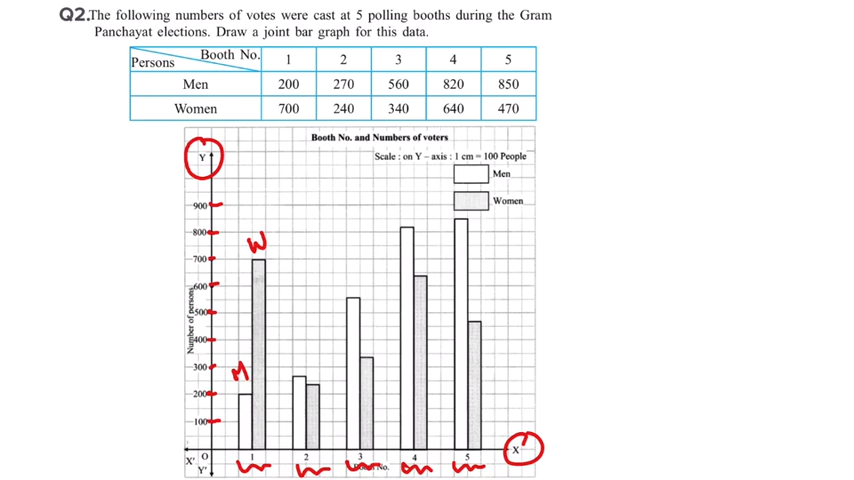 Q2. The following numbers of votes were cast at 5 polling booths during the Gram
Panchayat elections. Draw a joint bar graph for this data.
Persons Booth No. 1 2 3 4 5
Men 200 270 560 820 850
Women 700 240 340 640 470
Booth No. and Numbers of voters
Scale : on Y – axis : 1 cm = 100 People
Y
Men
Women
900
800
700
600
500
400
300
200
100
Number of persons
W
M
X' O 1 2 3 4 5 X
Y'
No.